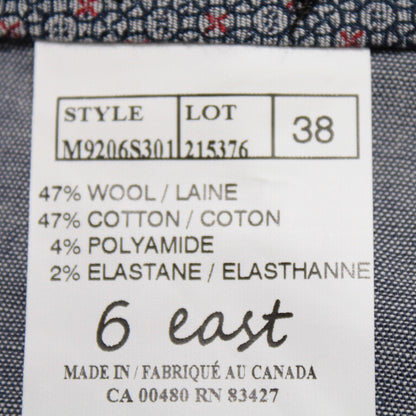 STYLE LOT
38
M9206S301 215376
47% WOOL / LAINE
47% COTTON / COTON
4% POLYAMIDE
2% ELASTANE / ELASTHANNE
6 east
MADE IN / FABRIQUÉ AU CANADA
CA 00480 RN 83427